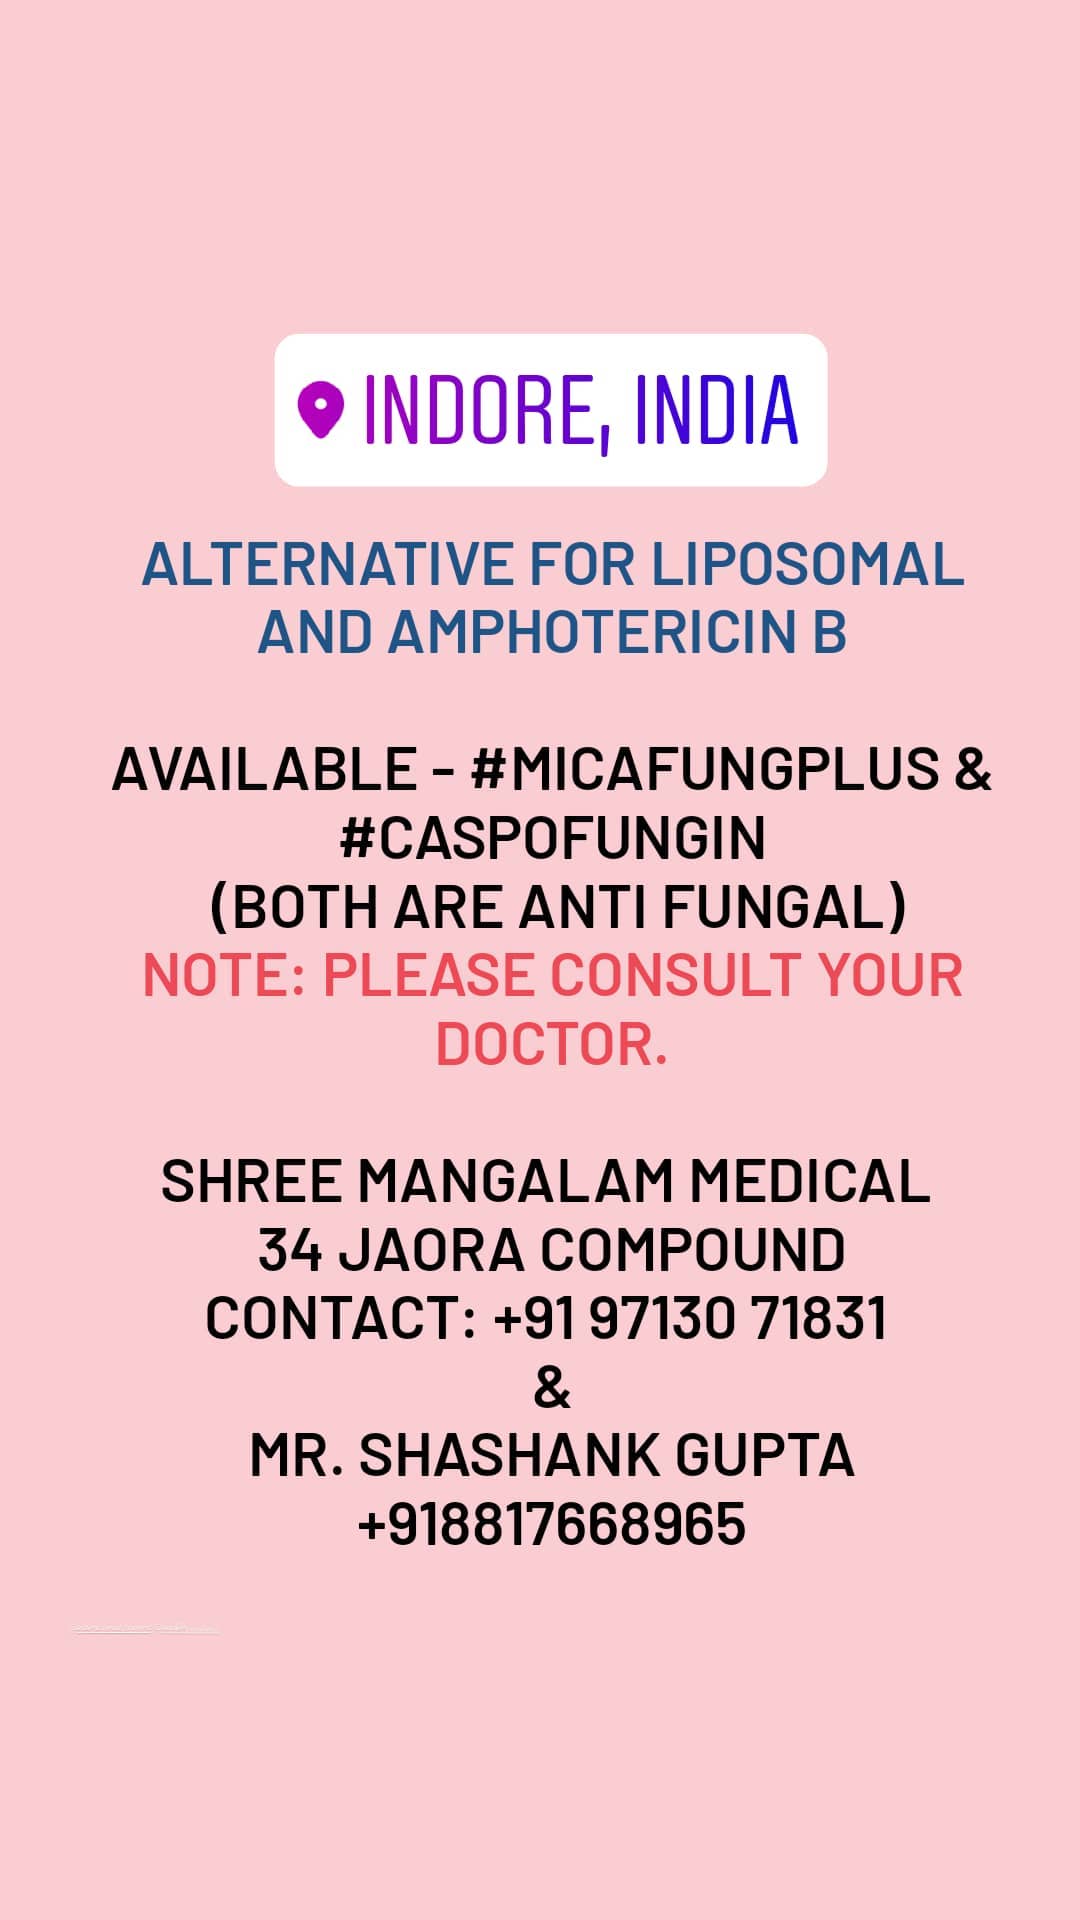 INDORE, INDIA
ALTERNATIVE FOR LIPOSOMAL
AND AMPHOTERICIN B
AVAILABLE - #MICAFUNGPLUS &
#CASPOFUNGIN
(BOTH ARE ANTI FUNGAL)
NOTE: PLEASE CONSULT YOUR
DOCTOR.
SHREE MANGALAM MEDICAL
34 JAORA COMPOUND
CONTACT: +91 97130 71831
&
MR. SHASHANK GUPTA
+918817668965